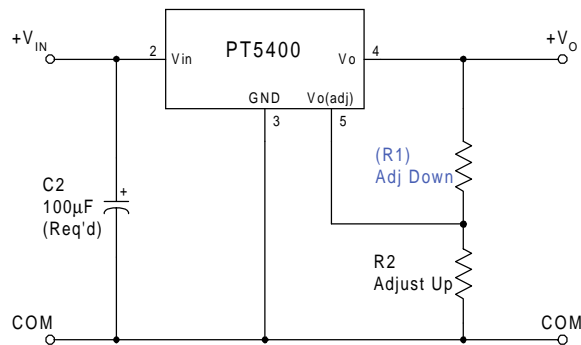 +VIN
2
Vin
PT5400
Vo
4
+VO
GND
Vo(adj)
3
5
(R1)
Adj Down
C2
100µF
(Req'd)
+
R2
Adjust Up
COM
COM